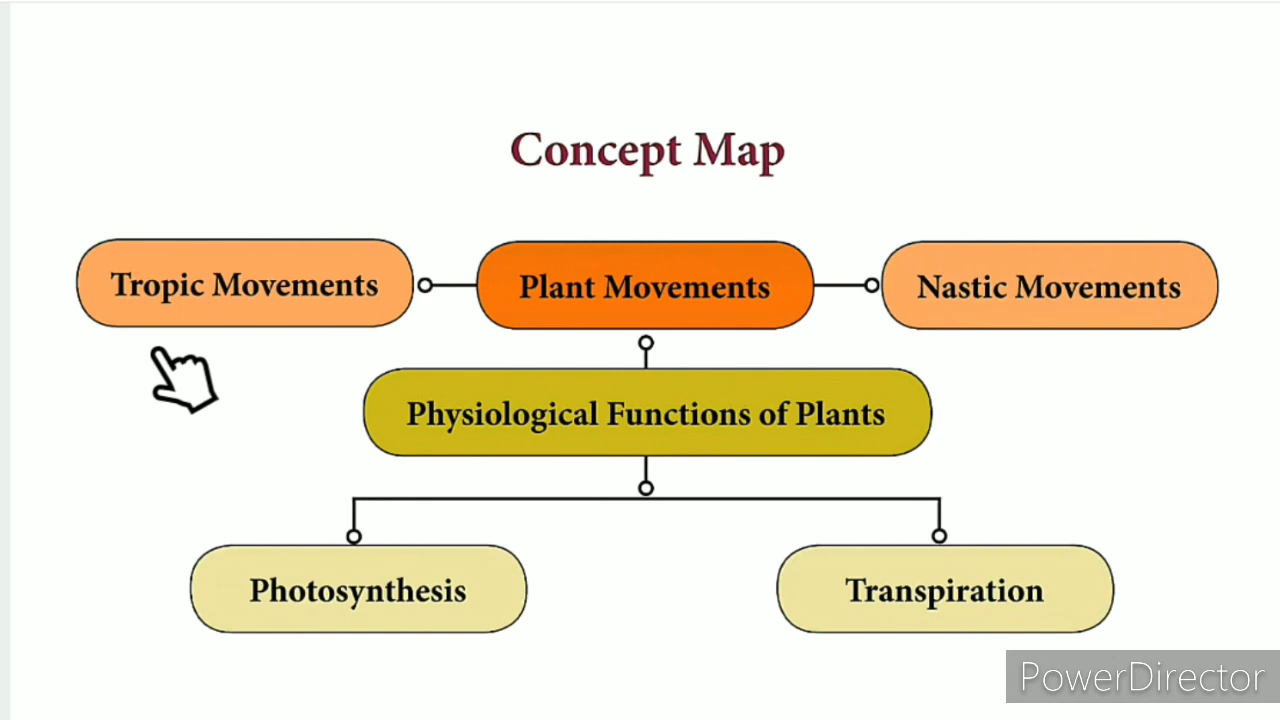 Concept Map
Tropic Movements
Plant Movements
Nastic Movements
Physiological Functions of Plants
Photosynthesis
Transpiration
PowerDirector